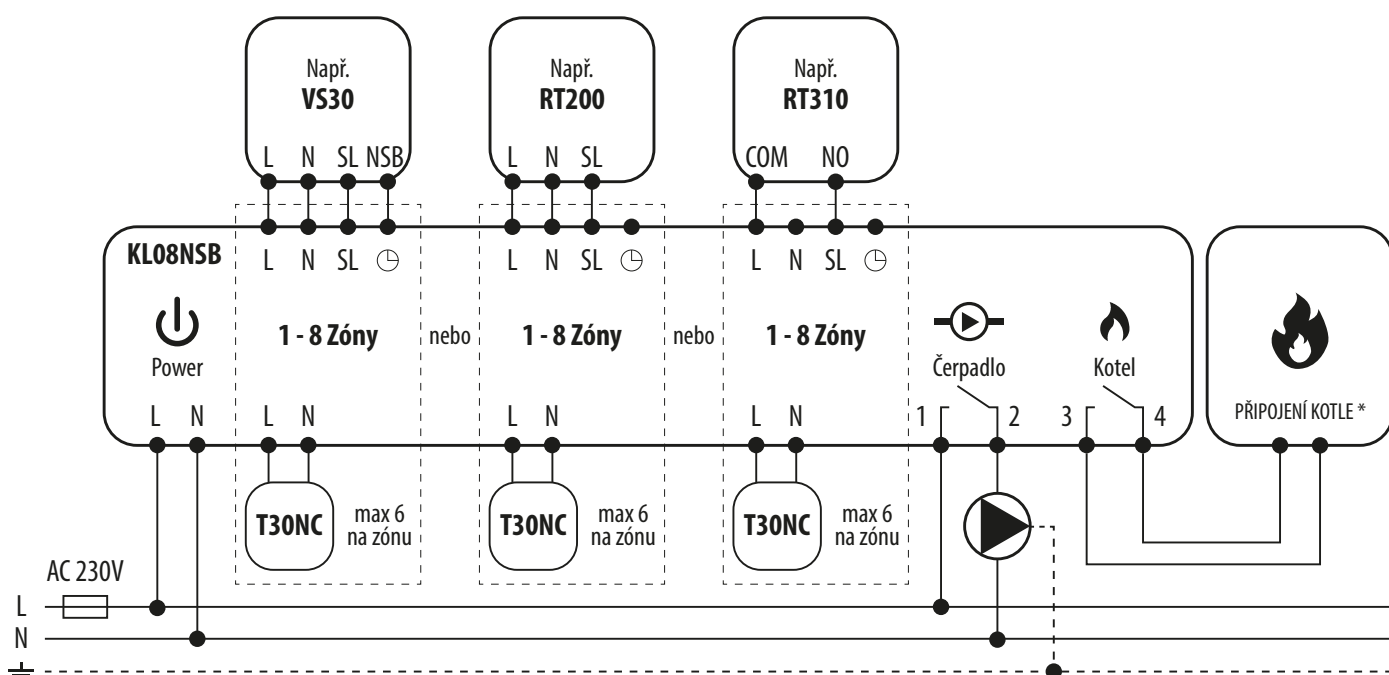 Např.
VS30
L N SL NSB
Např.
RT200
L N SL
Např.
RT310
COM NO
KL08NSB
L N SL
L N SL
L N SL
Power
1 - 8 Zóny
nebo
1 - 8 Zóny
nebo
1 - 8 Zóny
Čerpadlo
Kotel
PŘIPOJENÍ KOTLE *
L N
L N
L N
L N
1 2
3 4
T30NC
max 6
na zónu
T30NC
max 6
na zónu
T30NC
max 6
na zónu
AC 230V
L
N